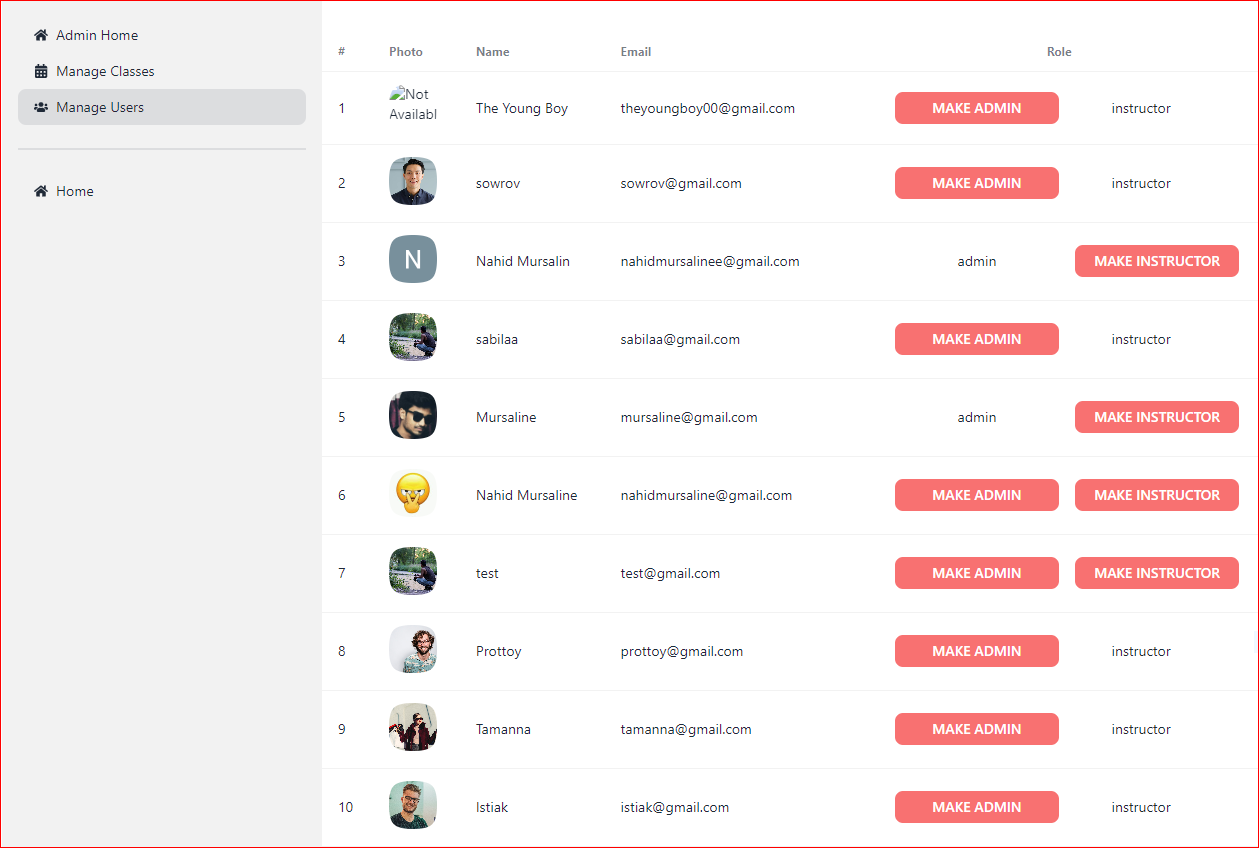 Admin Home
Manage Classes
Manage Users
Home
# Photo Name Email Role
1 Not Availabl The Young Boy theyoungboy00@gmail.com MAKE ADMIN instructor
2 sowrov sowrov@gmail.com MAKE ADMIN instructor
3 N Nahid Mursalin nahidmursalinee@gmail.com admin MAKE INSTRUCTOR
4 sabilaa sabilaa@gmail.com MAKE ADMIN instructor
5 Mursaline mursaline@gmail.com admin MAKE INSTRUCTOR
6 Nahid Mursaline nahidmursaline@gmail.com MAKE ADMIN MAKE INSTRUCTOR
7 test test@gmail.com MAKE ADMIN MAKE INSTRUCTOR
8 Prottoy prottoy@gmail.com MAKE ADMIN instructor
9 Tamanna tamanna@gmail.com MAKE ADMIN instructor
10 Istiak istiak@gmail.com MAKE ADMIN instructor